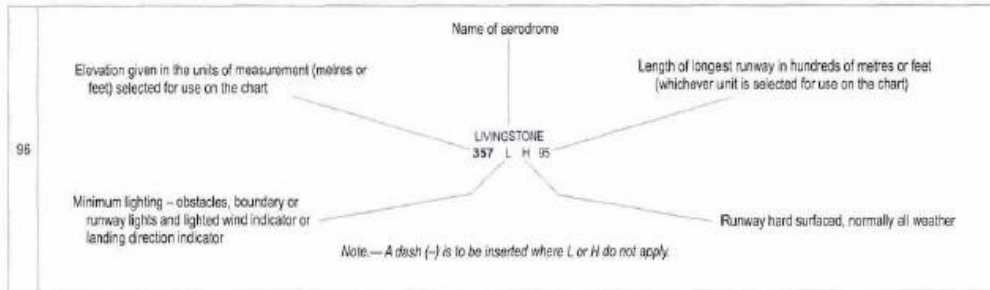 Name of aerodrome
Elevation given in the units of measurement (metres or
feet) selected for use on the chart
Length of longest runway in hundreds of metres or feet
(whichever unit is selected for use on the chart)
96
LIVINGSTONE
357 L H 95
Minimum lighting – obstacles, boundary or
runway lights and lighted wind indicator or
landing direction indicator
Runway hard surfaced, normally all weather
Note.— A dash (–) is to be inserted where L or H do not apply.